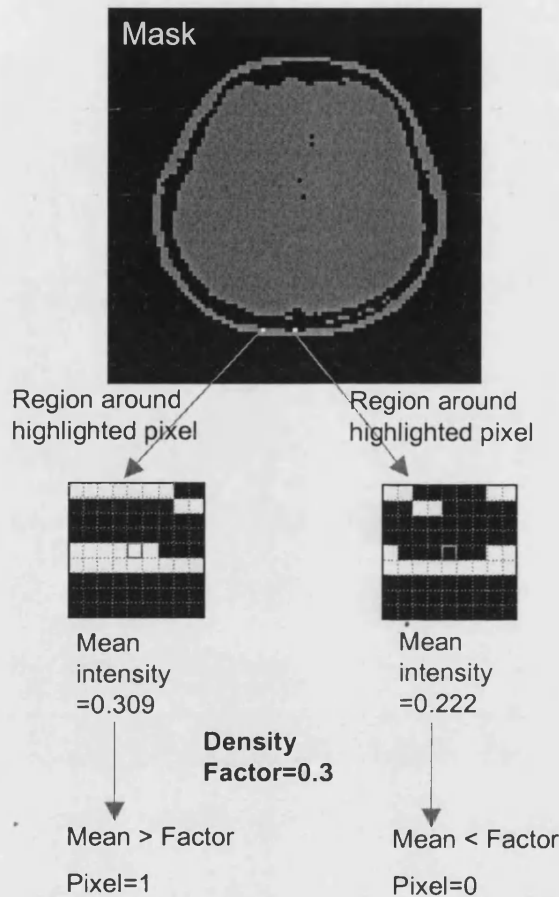 Mask
Region around
highlighted pixel
Region around
highlighted pixel
Mean
intensity
=0.309
Mean
intensity
=0.222
Density
Factor=0.3
Mean > Factor
Pixel=1
Mean < Factor
Pixel=0